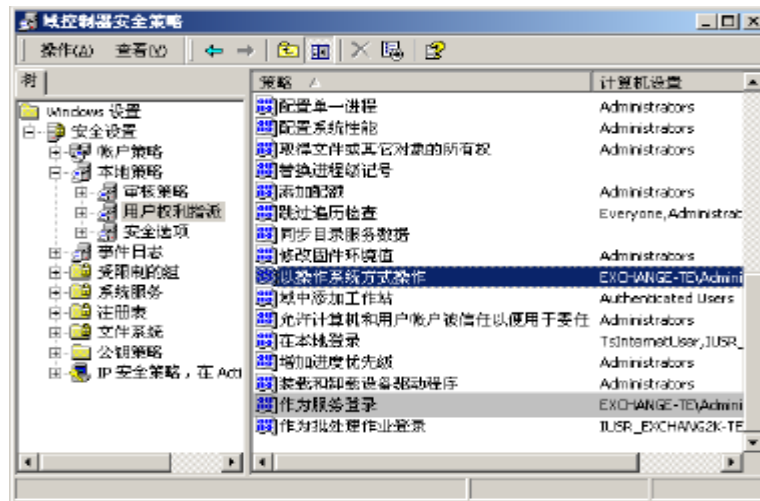 域控制器安全策略
操作(A) 查看(V)
树
策略 计算机设置
Windows 设置
安全设置
帐户策略
本地策略
审核策略
用户权利指派
安全选项
事件日志
受限制的组
系统服务
注册表
文件系统
公钥策略
IP 安全策略，在 Acti
配置单一进程 Administrators
配置系统性能 Administrators
取得文件或其它对象的所有权 Administrators
替换进程级记号
添加配额 Administrators
跳过遍历检查 Everyone,Administrat
同步目录服务数据
修改固件环境值 Administrators
以操作系统方式操作 EXCHANGE-TE\Admini
域中添加工作站 Authenticated Users
允许计算机和用户帐户被信任以便用于委任 Administrators
在本地登录 TsInternetUser,IUSR_
增加进度优先级 Administrators
装载和卸载设备驱动程序 Administrators
作为服务登录 EXCHANGE-TE\Admini
作为批处理作业登录 IUSR_EXCHANG2K-TE